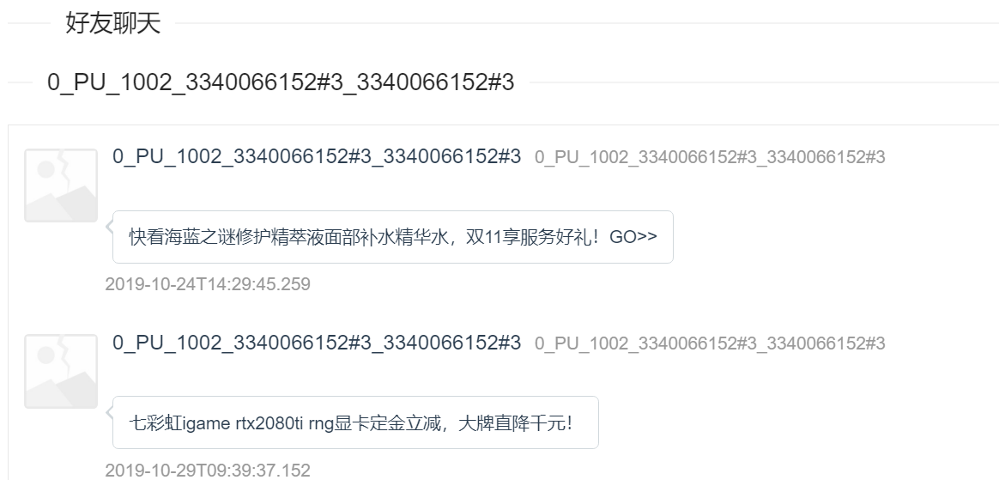 好友聊天
0_PU_1002_3340066152#3_3340066152#3
0_PU_1002_3340066152#3_3340066152#3 0_PU_1002_3340066152#3_3340066152#3
快看海蓝之谜修护精萃液面部补水精华水，双11享服务好礼！GO>>
2019-10-24T14:29:45.259
0_PU_1002_3340066152#3_3340066152#3 0_PU_1002_3340066152#3_3340066152#3
七彩虹igame rtx2080ti rng显卡定金立减，大牌直降千元！
2019-10-29T09:39:37.152